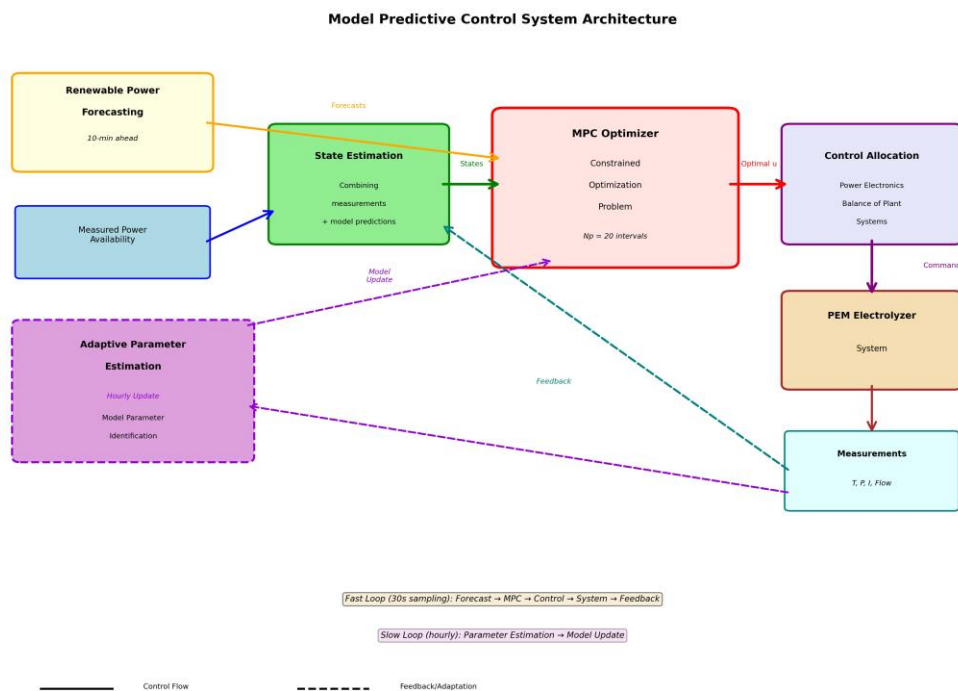 Model Predictive Control System Architecture
Renewable Power
Forecasting
10-min ahead
Measured Power
Availability
Forecasts
State Estimation
Combining
measurements
+ model predictions
States
MPC Optimizer
Constrained
Optimization
Problem
Np = 20 intervals
Optimal u
Control Allocation
Power Electronics
Balance of Plant
Systems
Command
Model
Update
Adaptive Parameter
Estimation
Hourly Update
Model Parameter
Identification
PEM Electrolyzer
System
Feedback
Measurements
T, P, I, Flow
Fast Loop (30s sampling): Forecast → MPC → Control → System → Feedback
Slow Loop (hourly): Parameter Estimation → Model Update
Control Flow
Feedback/Adaptation